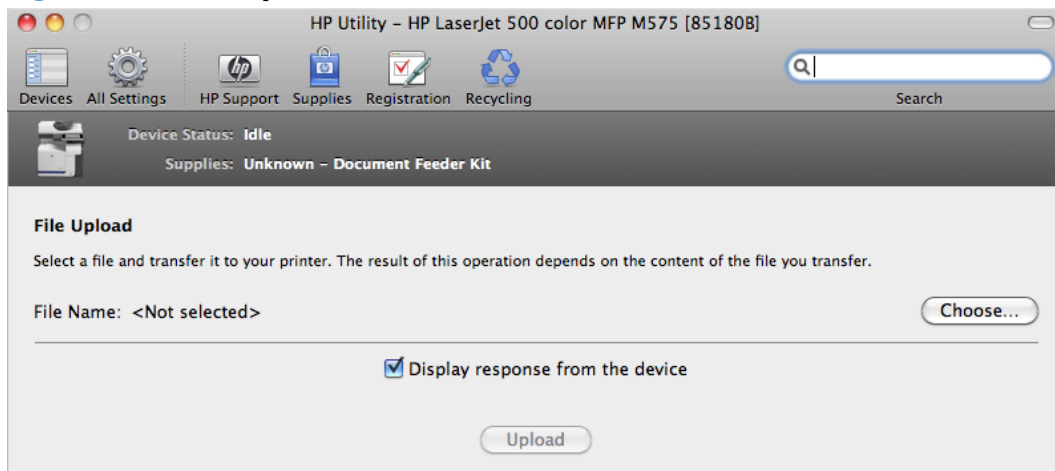 HP Utility – HP LaserJet 500 color MFP M575 [85180B]
Devices All Settings HP Support Supplies Registration Recycling Search
Device Status: Idle
Supplies: Unknown – Document Feeder Kit
File Upload
Select a file and transfer it to your printer. The result of this operation depends on the content of the file you transfer.
File Name: <Not selected> Choose...
Display response from the device
Upload